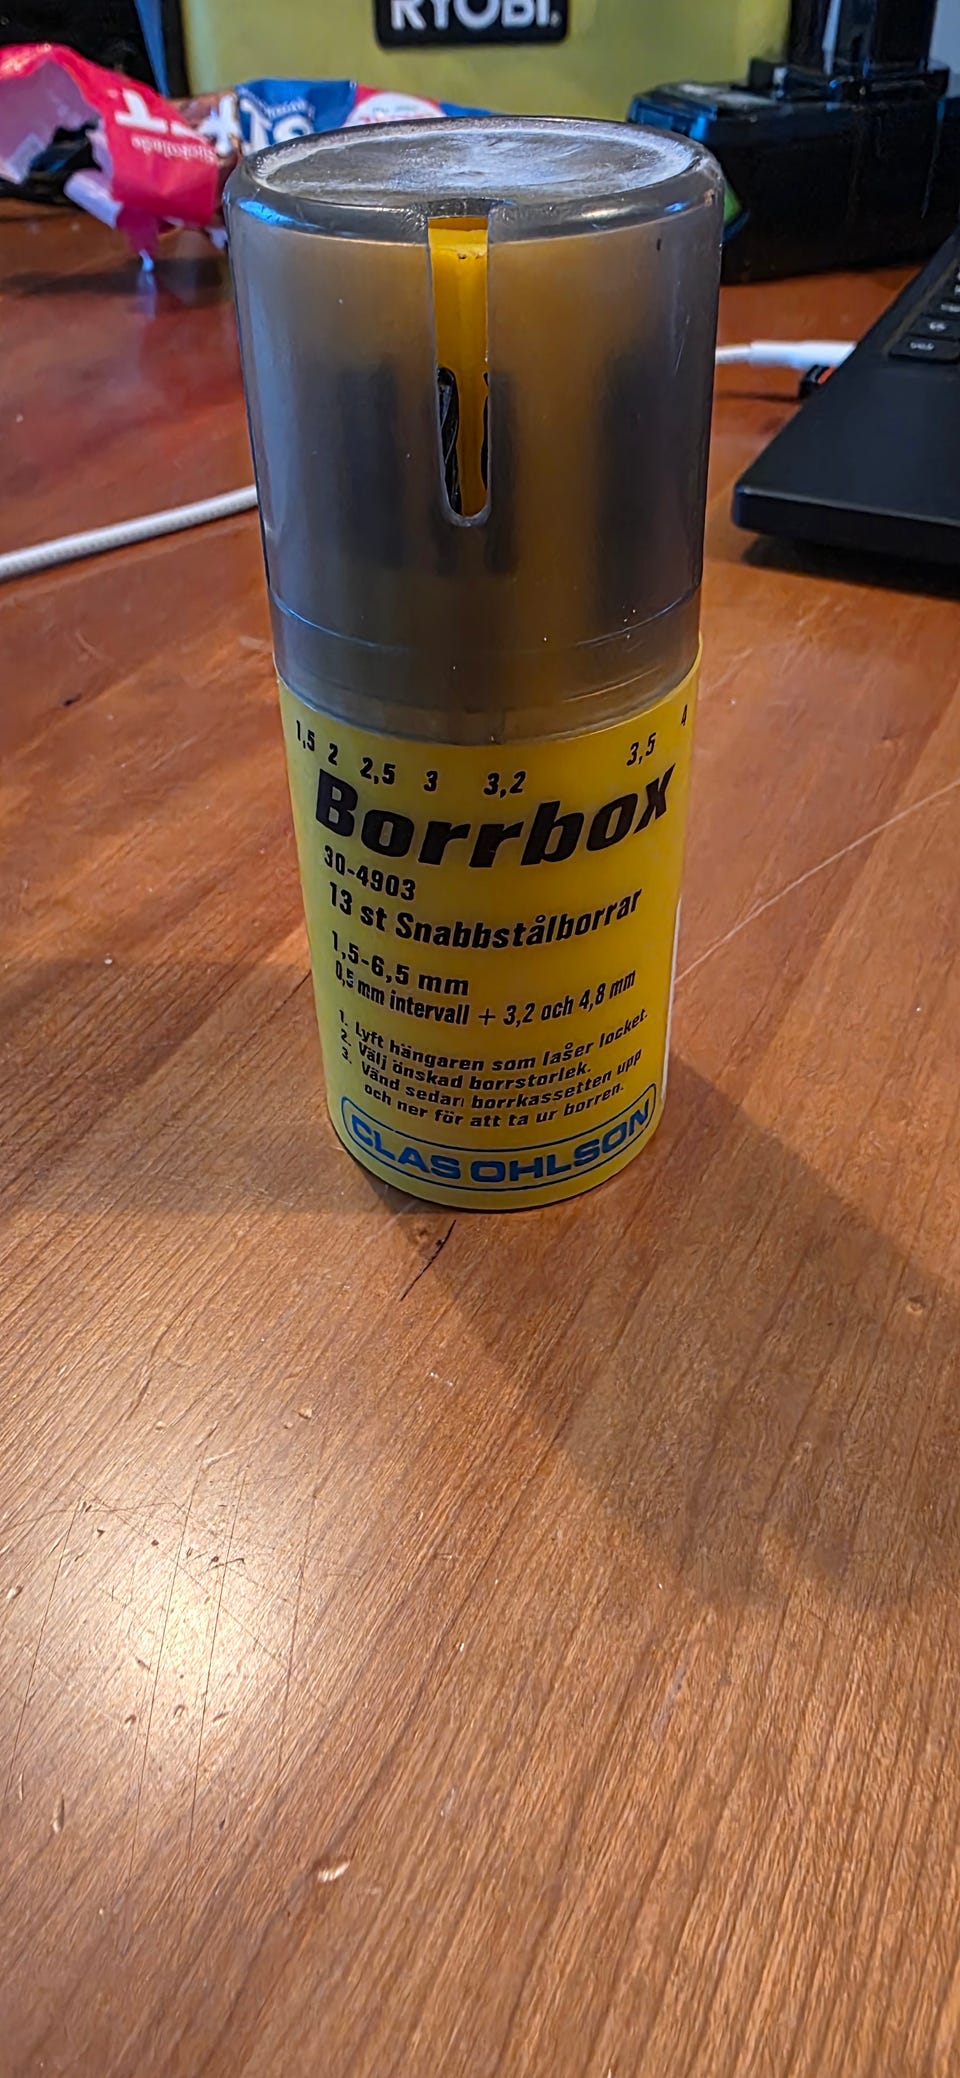 RYOBI.
1,5 2 2,5 3 3,2 3,5 4
Borrbox
30-4903
13 st Snabbstålborrar
1,5-6,5 mm
0,5 mm intervall + 3,2 och 4,8 mm
1. Lyft hängaren som låser locket.
2. Välj önskad borrstorlek.
3. Vänd sedan borrkassetten upp
och ner för att ta ur borren.
CLAS OHLSON